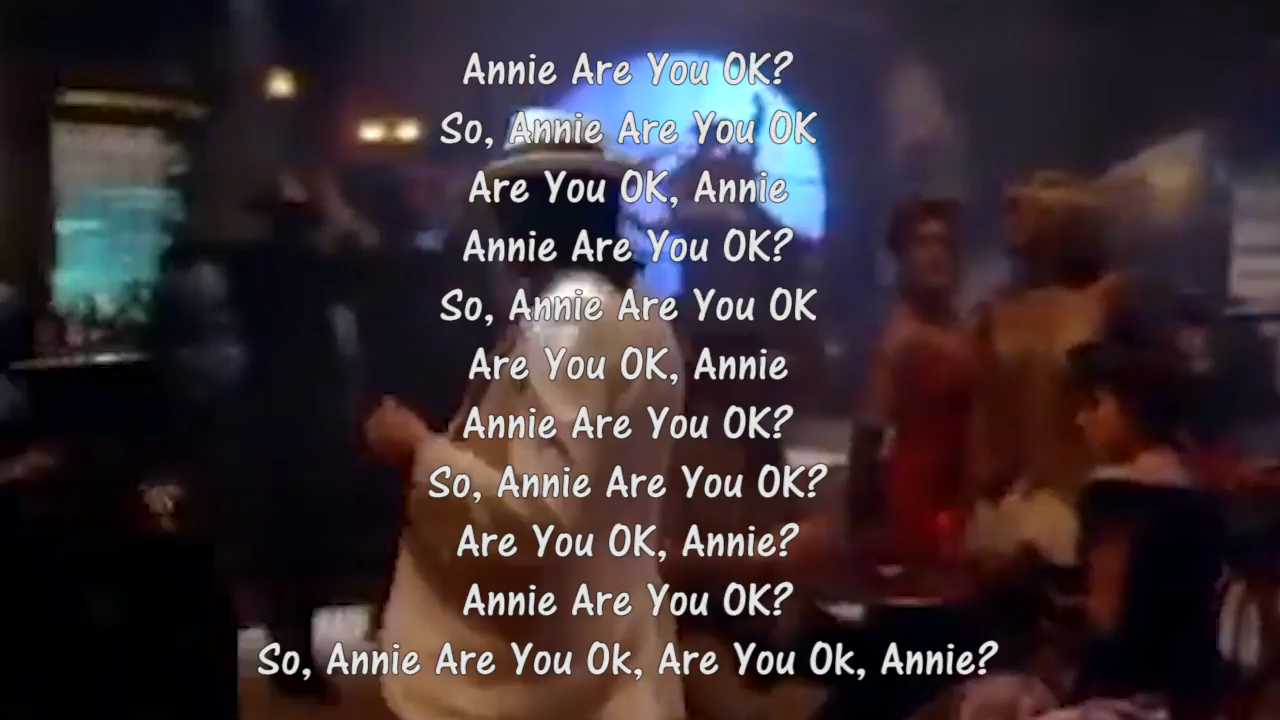 Annie Are You OK?
So, Annie Are You OK
Are You OK, Annie
Annie Are You OK?
So, Annie Are You OK
Are You OK, Annie
Annie Are You OK?
So, Annie Are You OK?
Are You OK, Annie?
Annie Are You OK?
So, Annie Are You Ok, Are You Ok, Annie?